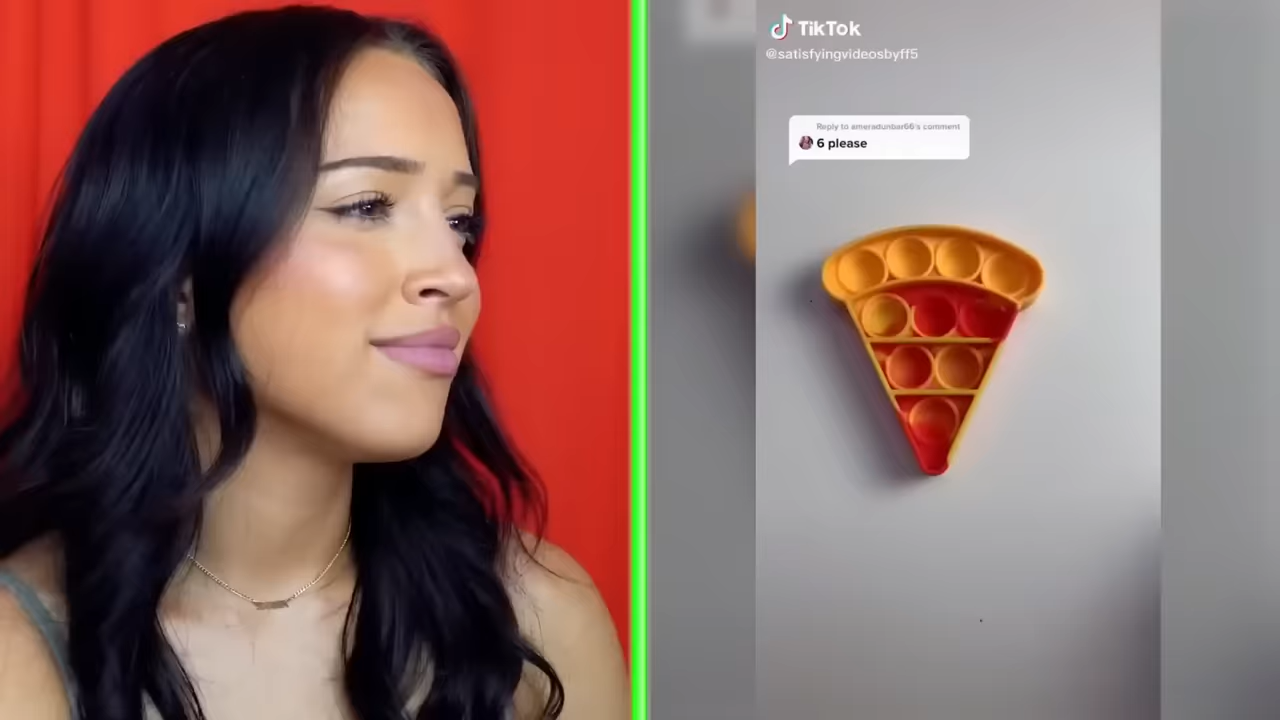 TikTok
@satisfyingvideosbyff5
Reply to ameradunbar66's comment
6 please